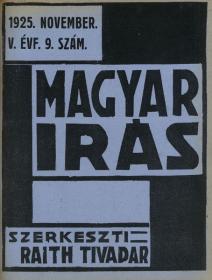 1925. NOVEMBER.
V. ÉVF. 9. SZÁM.
MAGYAR
IRÁS
SZERKESZTI
RAITH TIVADAR